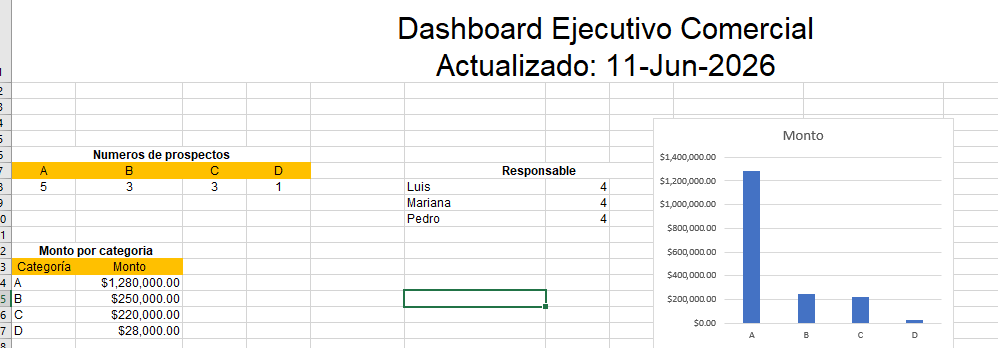 Dashboard Ejecutivo Comercial
Actualizado: 11-Jun-2026
Numeros de prospectos
A B C D
5 3 3 1
Responsable
Luis 4
Mariana 4
Pedro 4
Monto por categoria
Categoría Monto
A $1,280,000.00
B $250,000.00
C $220,000.00
D $28,000.00
Monto
$1,400,000.00
$1,200,000.00
$1,000,000.00
$800,000.00
$600,000.00
$400,000.00
$200,000.00
$0.00
A B C D